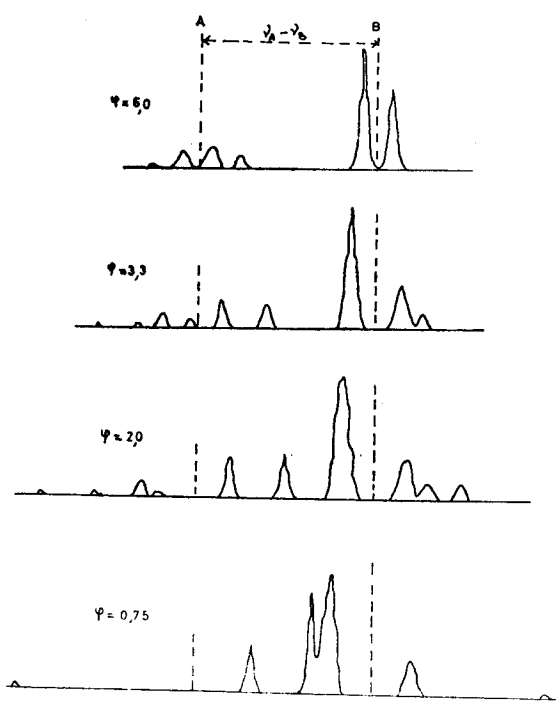 A B
ν_A - ν_B
φ = 6,0
φ = 3,3
φ = 2,0
φ = 0,75